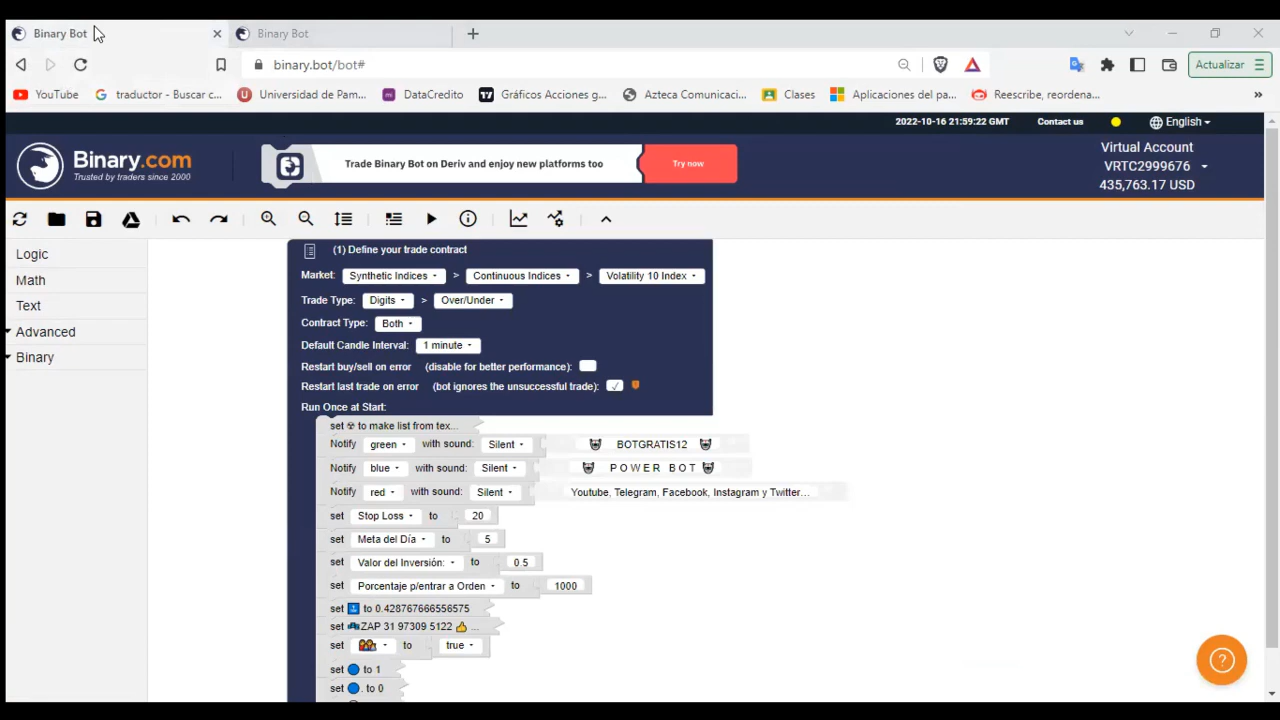 Binary Bot
Binary Bot
binary.bot/bot#
Actualizar
YouTube
traductor - Buscar c...
Universidad de Pam...
DataCredito
Gráficos Acciones g...
Azteca Comunicaci...
Clases
Aplicaciones del pa...
Reescribe, reordena...
»
2022-10-16 21:59:22 GMT
Contact us
English
Binary.com
Trusted by traders since 2000
Trade Binary Bot on Deriv and enjoy new platforms too
Try now
Virtual Account
VRTC2999676
435,763.17 USD
Logic
Math
Text
Advanced
Binary
(1) Define your trade contract
Market: Synthetic Indices > Continuous Indices > Volatility 10 Index
Trade Type: Digits > Over/Under
Contract Type: Both
Default Candle Interval: 1 minute
Restart buy/sell on error (disable for better performance):
Restart last trade on error (bot ignores the unsuccessful trade): ✓
Run Once at Start:
set ☢ to make list from tex...
Notify green with sound: Silent BOTGRATIS12
Notify blue with sound: Silent P O W E R B O T
Notify red with sound: Silent Youtube, Telegram, Facebook, Instagram y Twitter...
set Stop Loss to 20
set Meta del Día to 5
set Valor del Inversión: to 0.5
set Porcentaje p/entrar a Orden to 1000
set to 0.428767666556575
set ZAP 31 97309 5122 👍 ...
set to true
set 🔵 to 1
set 🔵. to 0